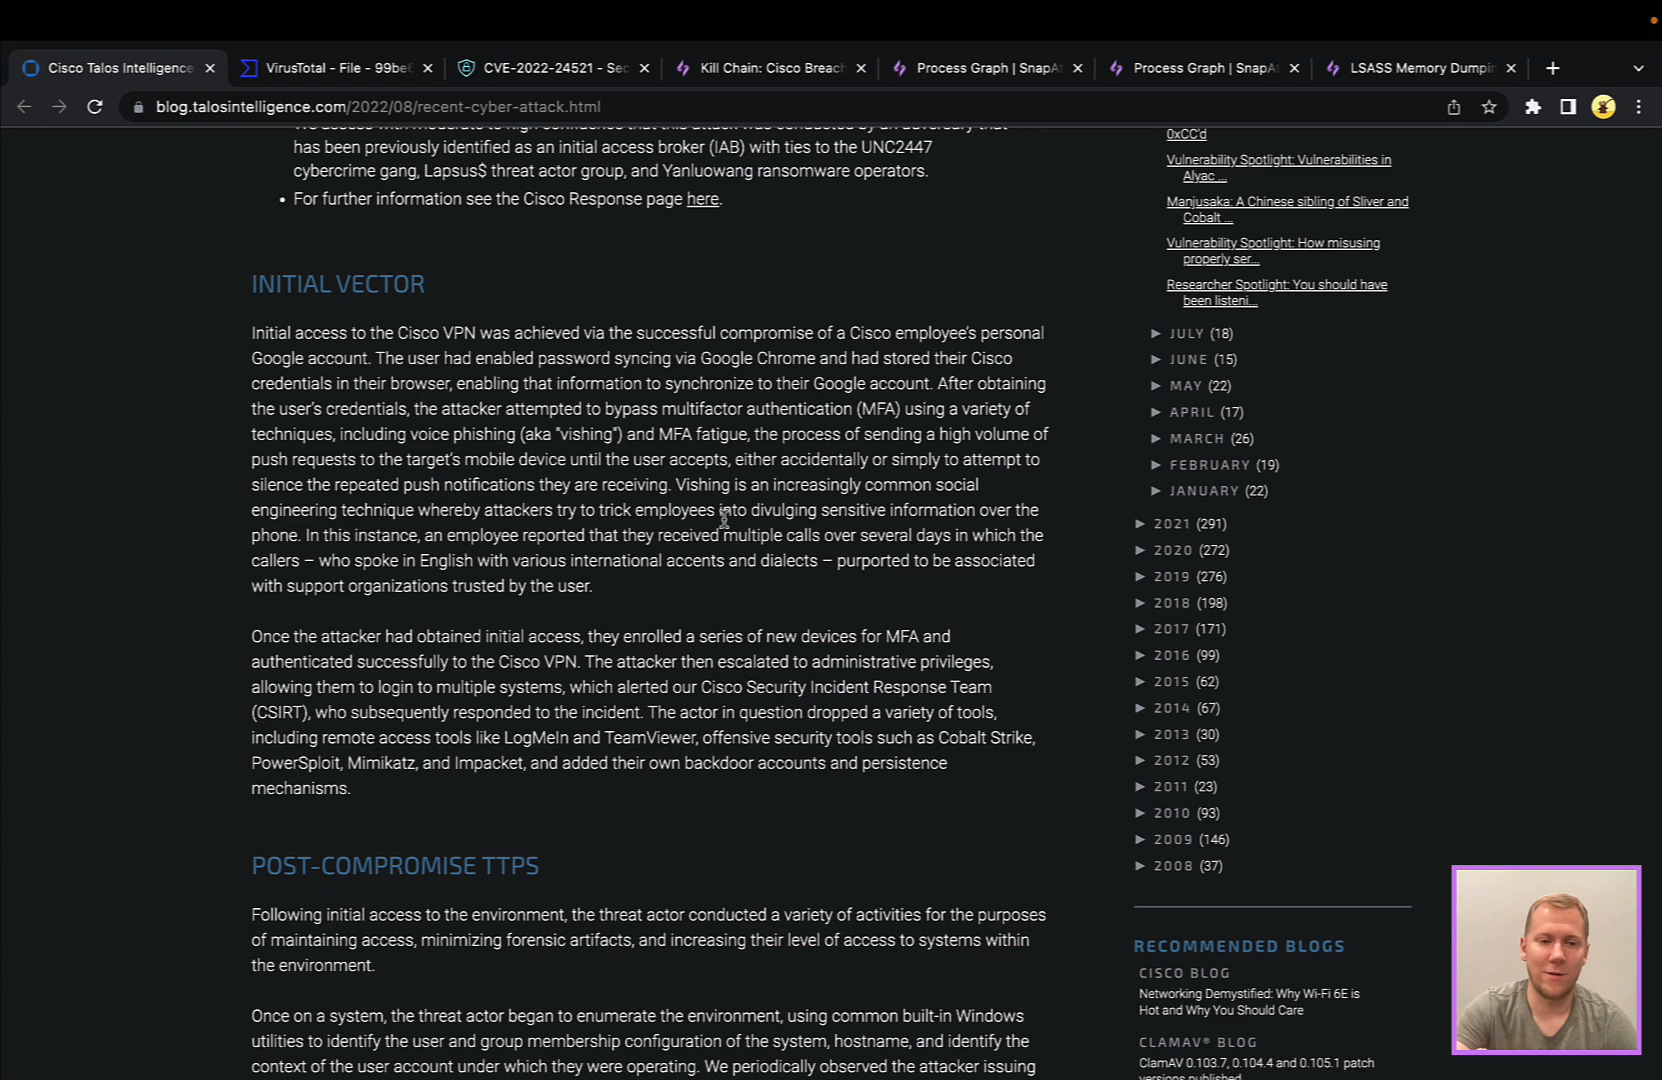 Cisco Talos Intelligence
VirusTotal - File - 99be
CVE-2022-24521 - Sec
Kill Chain: Cisco Breach
Process Graph | SnapAt
Process Graph | SnapAt
LSASS Memory Dumpin
blog.talosintelligence.com/2022/08/recent-cyber-attack.html
We assess with moderate to high confidence that this attack was conducted by an adversary that
has been previously identified as an initial access broker (IAB) with ties to the UNC2447
cybercrime gang, Lapsus$ threat actor group, and Yanluowang ransomware operators.
• For further information see the Cisco Response page here.
INITIAL VECTOR
Initial access to the Cisco VPN was achieved via the successful compromise of a Cisco employee's personal
Google account. The user had enabled password syncing via Google Chrome and had stored their Cisco
credentials in their browser, enabling that information to synchronize to their Google account. After obtaining
the user's credentials, the attacker attempted to bypass multifactor authentication (MFA) using a variety of
techniques, including voice phishing (aka "vishing") and MFA fatigue, the process of sending a high volume of
push requests to the target's mobile device until the user accepts, either accidentally or simply to attempt to
silence the repeated push notifications they are receiving. Vishing is an increasingly common social
engineering technique whereby attackers try to trick employees into divulging sensitive information over the
phone. In this instance, an employee reported that they received multiple calls over several days in which the
callers – who spoke in English with various international accents and dialects – purported to be associated
with support organizations trusted by the user.
Once the attacker had obtained initial access, they enrolled a series of new devices for MFA and
authenticated successfully to the Cisco VPN. The attacker then escalated to administrative privileges,
allowing them to login to multiple systems, which alerted our Cisco Security Incident Response Team
(CSIRT), who subsequently responded to the incident. The actor in question dropped a variety of tools,
including remote access tools like LogMeIn and TeamViewer, offensive security tools such as Cobalt Strike,
PowerSploit, Mimikatz, and Impacket, and added their own backdoor accounts and persistence
mechanisms.
POST-COMPROMISE TTPS
Following initial access to the environment, the threat actor conducted a variety of activities for the purposes
of maintaining access, minimizing forensic artifacts, and increasing their level of access to systems within
the environment.
Once on a system, the threat actor began to enumerate the environment, using common built-in Windows
utilities to identify the user and group membership configuration of the system, hostname, and identify the
context of the user account under which they were operating. We periodically observed the attacker issuing
0xCC'd
Vulnerability Spotlight: Vulnerabilities in
Alyac ...
Manjusaka: A Chinese sibling of Sliver and
Cobalt ...
Vulnerability Spotlight: How misusing
properly ser...
Researcher Spotlight: You should have
been listeni...
► JULY (18)
► JUNE (15)
► MAY (22)
► APRIL (17)
► MARCH (26)
► FEBRUARY (19)
► JANUARY (22)
► 2021 (291)
► 2020 (272)
► 2019 (276)
► 2018 (198)
► 2017 (171)
► 2016 (99)
► 2015 (62)
► 2014 (67)
► 2013 (30)
► 2012 (53)
► 2011 (23)
► 2010 (93)
► 2009 (146)
► 2008 (37)
RECOMMENDED BLOGS
CISCO BLOG
Networking Demystified: Why Wi-Fi 6E is
Hot and Why You Should Care
CLAMAV® BLOG
ClamAV 0.103.7, 0.104.4 and 0.105.1 patch
versions published